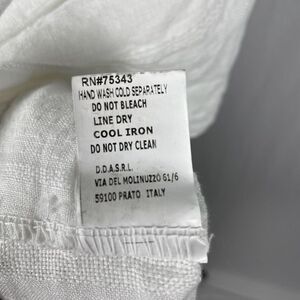 RN#75343
HAND WASH COLD SEPARATELY
DO NOT BLEACH
LINE DRY
COOL IRON
DO NOT DRY CLEAN
D.D.A.S.R.L.
VIA DEL MOLINUZZO 61/6
59100 PRATO ITALY